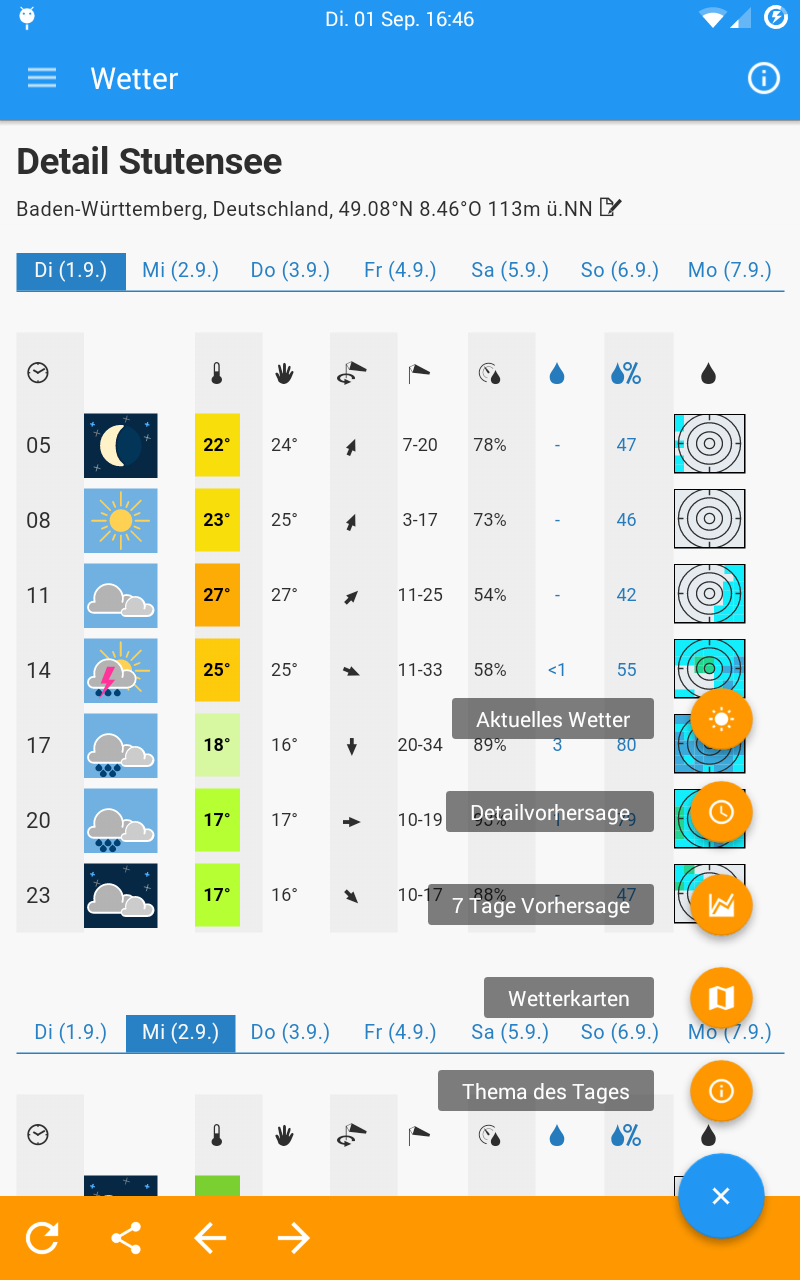 Di. 01 Sep. 16:46
Wetter
Detail Stutensee
Baden-Württemberg, Deutschland, 49.08°N 8.46°O 113m ü.NN
Di (1.9.) Mi (2.9.) Do (3.9.) Fr (4.9.) Sa (5.9.) So (6.9.) Mo (7.9.)
%
05 22° 24° 7-20 78% - 47
08 23° 25° 3-17 73% - 46
11 27° 27° 11-25 54% - 42
14 25° 25° 11-33 58% <1 55
Aktuelles Wetter
17 18° 16° 20-34 89% 3 80
Detailvorhersage
20 17° 17° 10-19 79
7 Tage Vorhersage
23 17° 16° 10-17 88% - 47
Wetterkarten
Di (1.9.) Mi (2.9.) Do (3.9.) Fr (4.9.) Sa (5.9.) So (6.9.) Mo (7.9.)
Thema des Tages
%